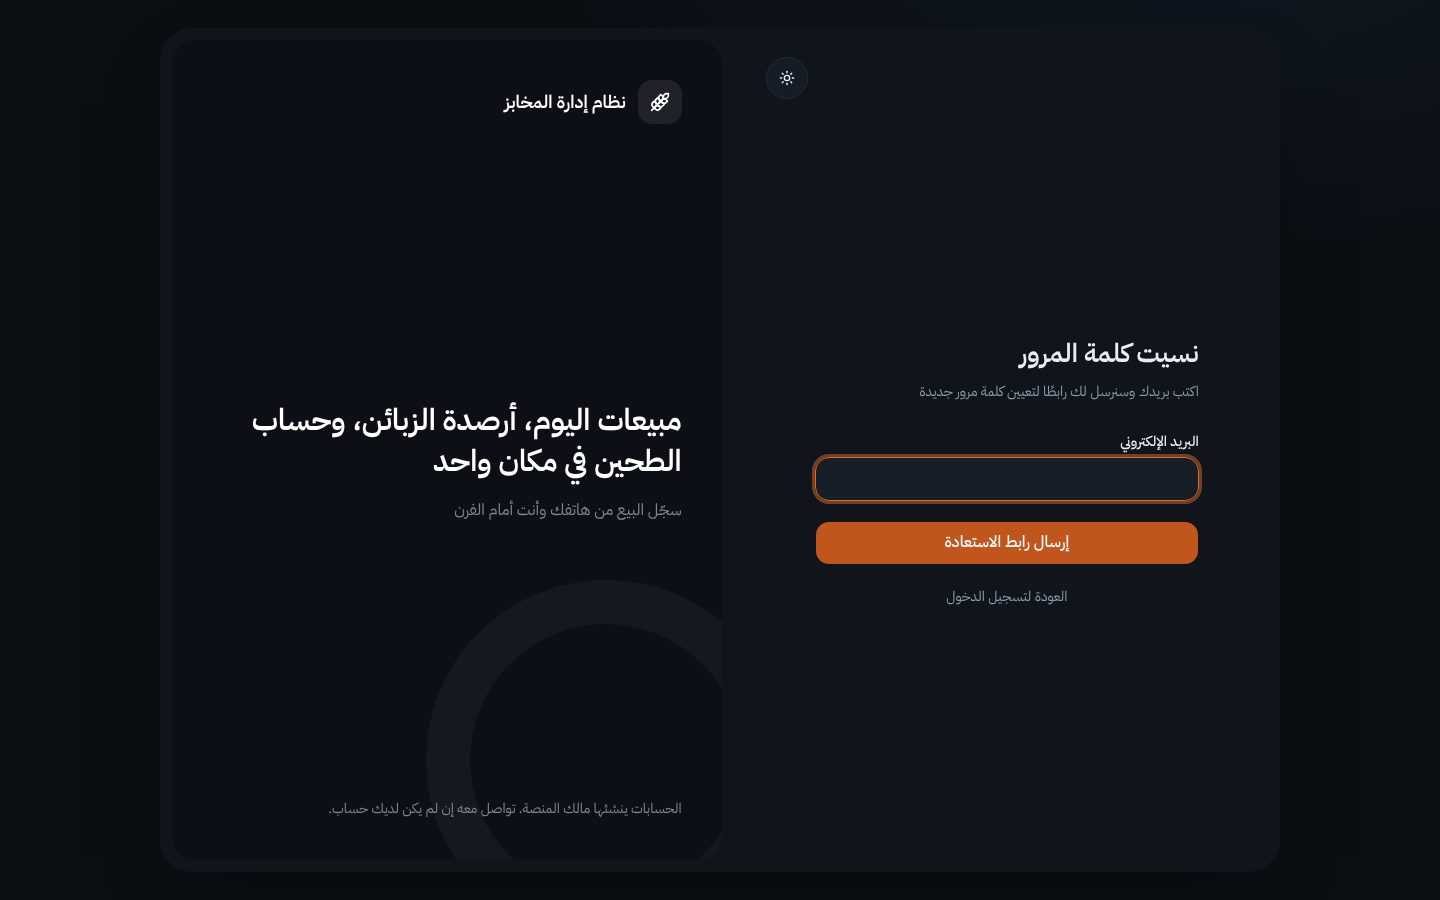 نسيت كلمة المرور
اكتب بريدك وسنرسل لك رابطًا لتعيين كلمة مرور جديدة
البريد الإلكتروني
إرسال رابط الاستعادة
العودة لتسجيل الدخول
نظام إدارة المخابز
مبيعات اليوم، أرصدة الزبائن، وحساب
الطحين في مكان واحد
سجّل البيع من هاتفك وأنت أمام الفرن
الحسابات ينشئها مالك المنصة. تواصل معه إن لم يكن لديك حساب.